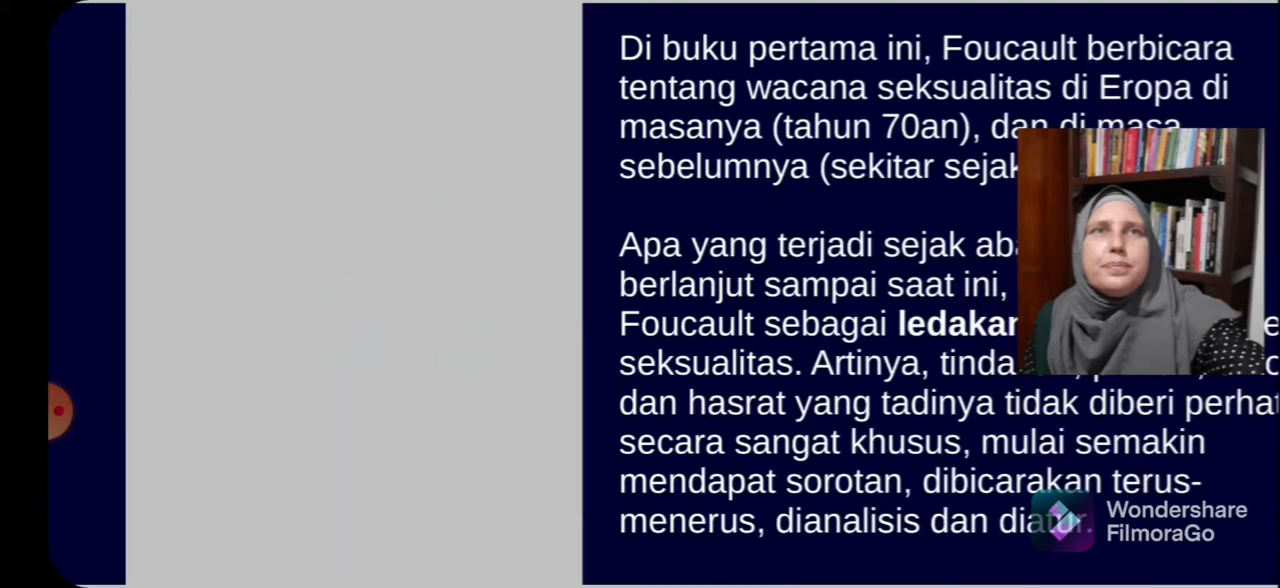 Di buku pertama ini, Foucault berbicara
tentang wacana seksualitas di Eropa di
masanya (tahun 70an), dan di masa
sebelumnya (sekitar sejak
Apa yang terjadi sejak
berlanjut sampai saat ini,
Foucault sebagai
seksualitas. Artinya,
dan hasrat yang tadinya tidak diberi
secara sangat khusus, mulai semakin
mendapat sorotan, dibicarakan terus-
menerus, dianalisis dan diatur.
Wondershare
FilmoraGo